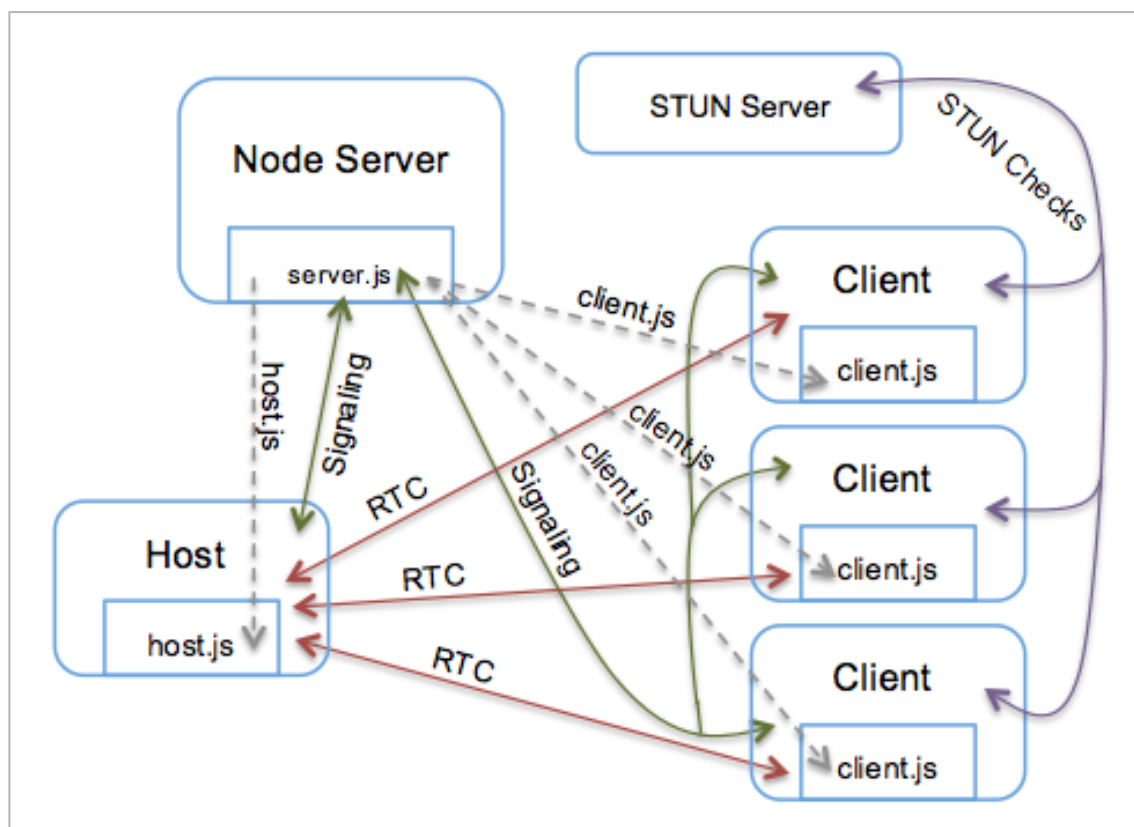 STUN Server
Node Server
STUN Checks
server.js
Client
client.js
client.js
host.js
Signaling
client.js
client.js
RTC
Signaling
Client
Host
client.js
RTC
host.js
RTC
Client
client.js